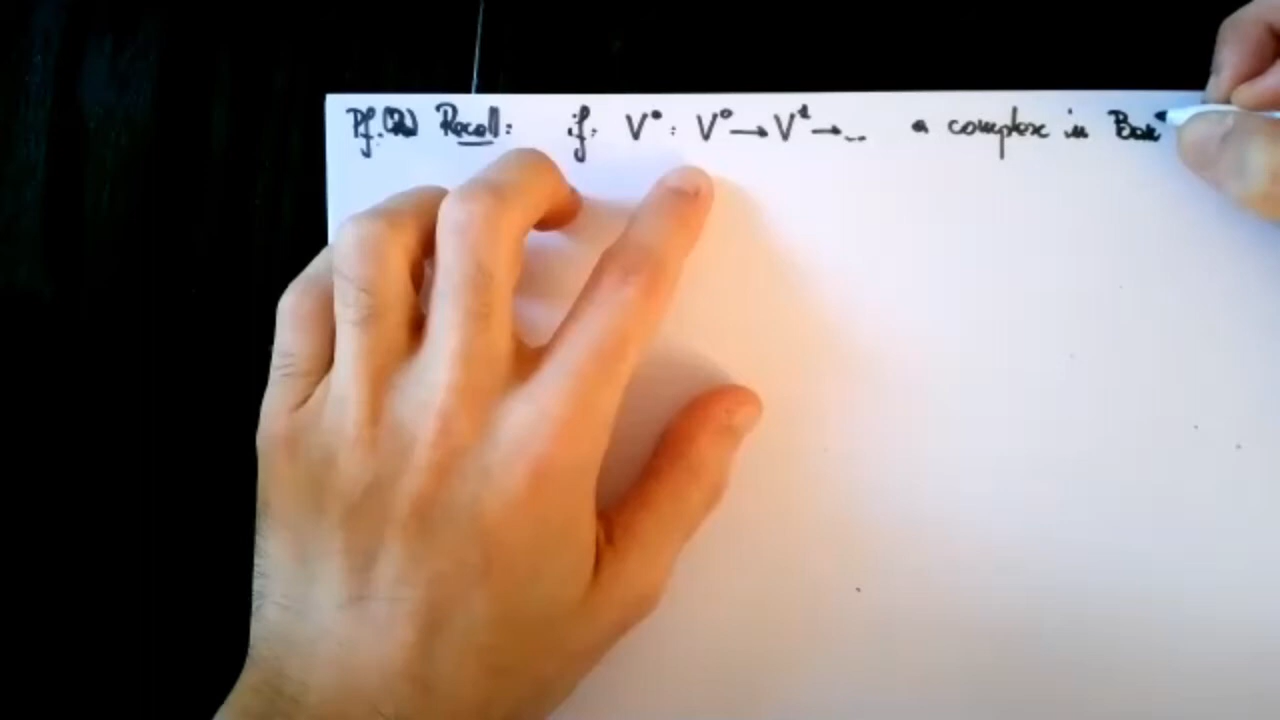 Pf. (2) Recall: if V•: V⁰ → V¹ → ... a complex in Ban